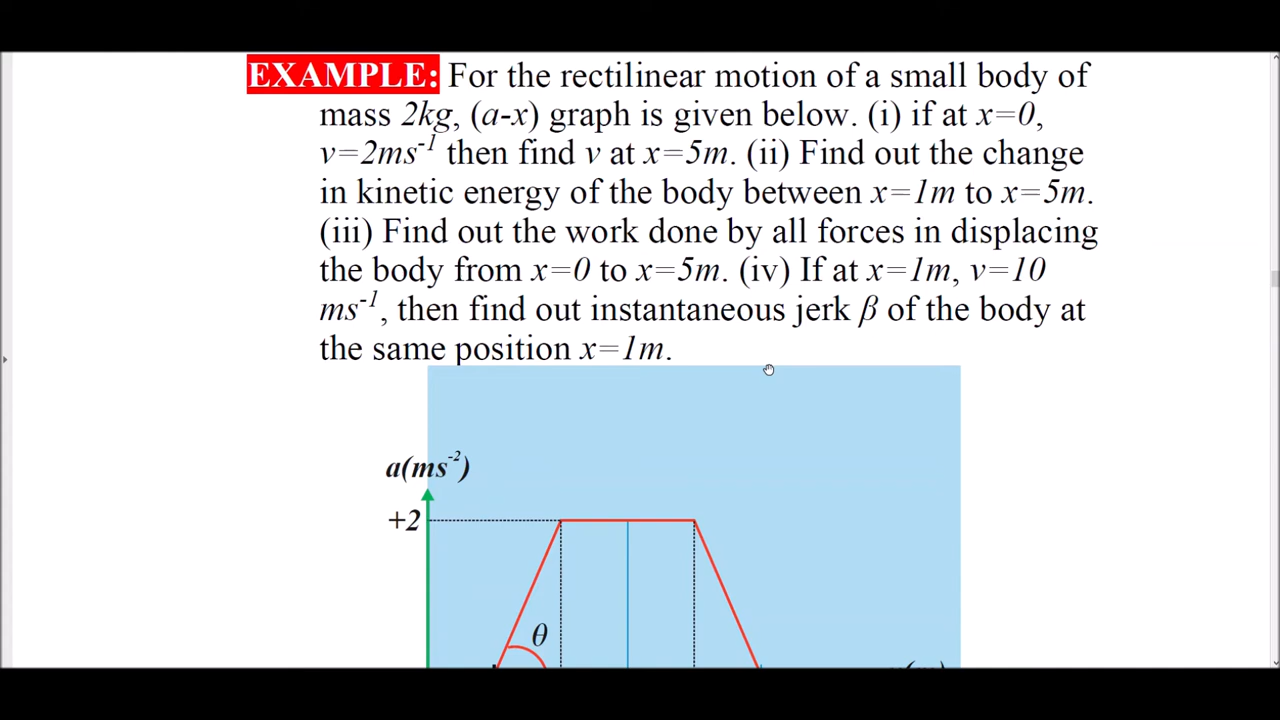 EXAMPLE: For the rectilinear motion of a small body of
mass 2kg, (a-x) graph is given below. (i) if at x=0,
v=2ms⁻¹ then find v at x=5m. (ii) Find out the change
in kinetic energy of the body between x=1m to x=5m.
(iii) Find out the work done by all forces in displacing
the body from x=0 to x=5m. (iv) If at x=1m, v=10
ms⁻¹, then find out instantaneous jerk β of the body at
the same position x=1m.
a(ms⁻²)
+2
θ